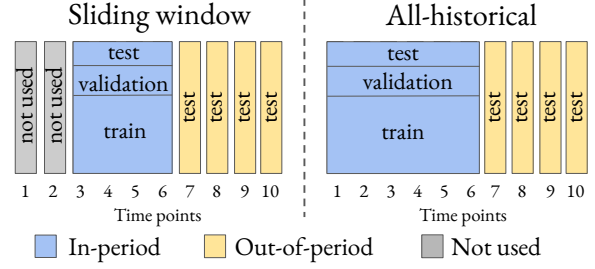 Sliding window
not used
not used
test
validation
train
test
test
test
test
1 2 3 4 5 6 7 8 9 10
Time points
All-historical
test
validation
train
test
test
test
test
1 2 3 4 5 6 7 8 9 10
Time points
In-period
Out-of-period
Not used